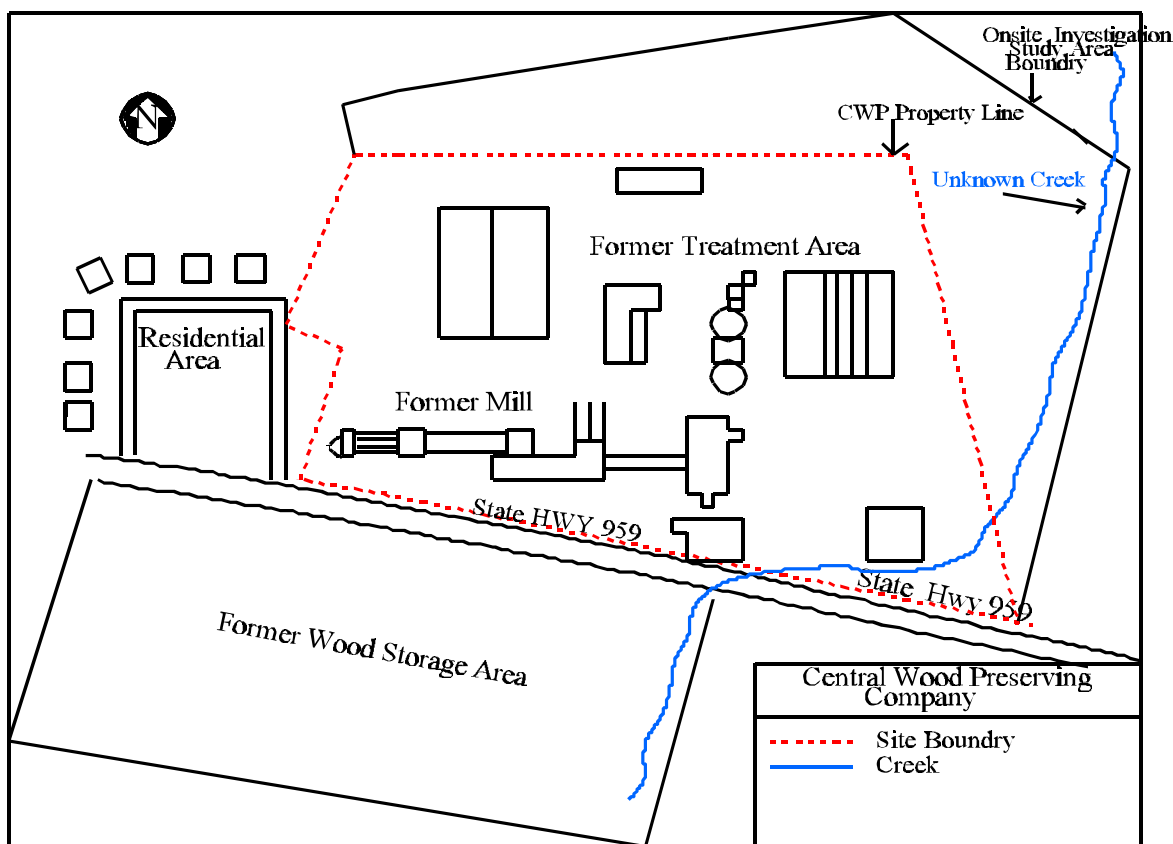 Onsite Investigation
Study Area
Boundry
N
CWP Property Line
Unknown Creek
Former Treatment Area
Residential
Area
Former Mill
State HWY 959
State Hwy 959
Former Wood Storage Area
Central Wood Preserving
Company
Site Boundry
Creek